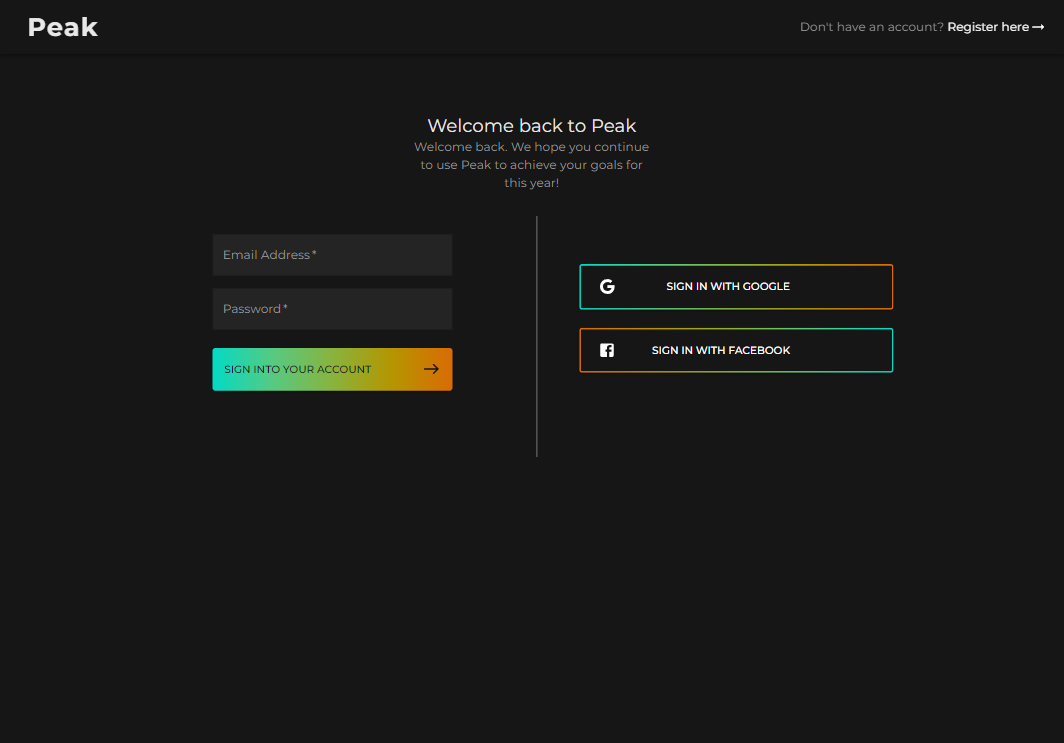 Peak
Don't have an account? Register here →
Welcome back to Peak
Welcome back. We hope you continue
to use Peak to achieve your goals for
this year!
Email Address *
Password *
SIGN INTO YOUR ACCOUNT →
SIGN IN WITH GOOGLE
SIGN IN WITH FACEBOOK